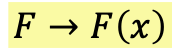 F → F(x)